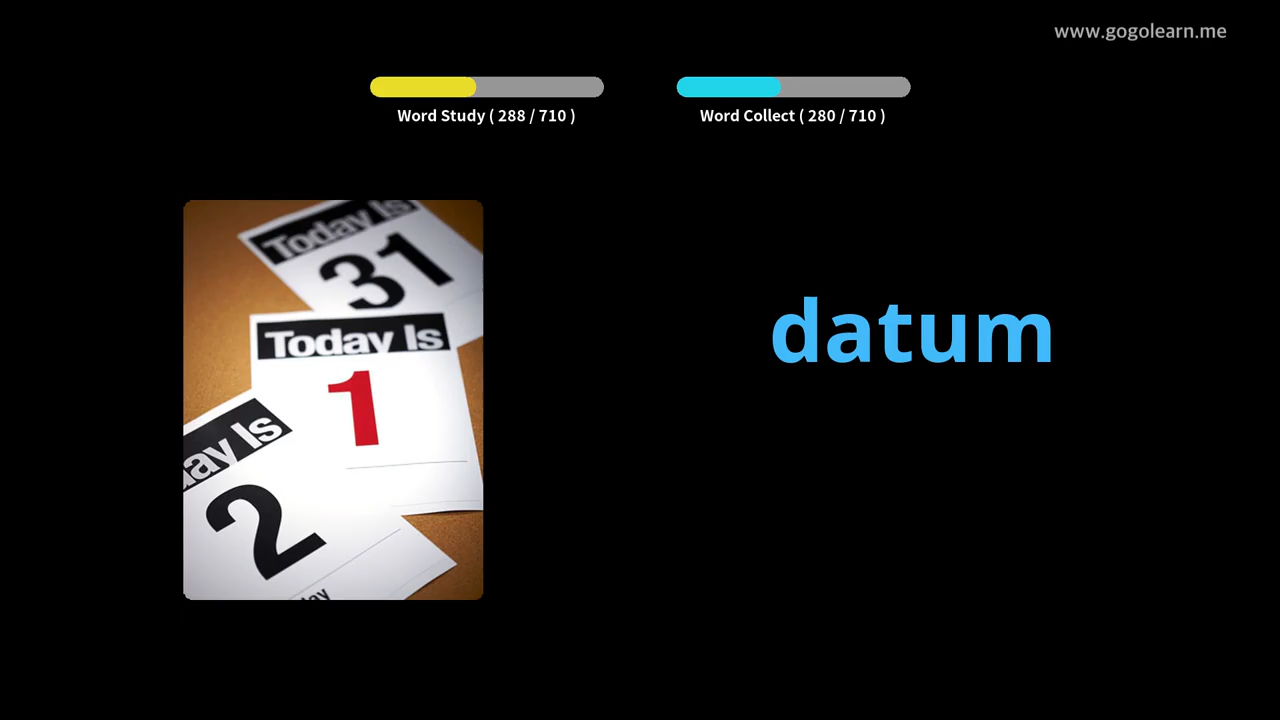 www.gogolearn.me
Word Study ( 288 / 710 )
Word Collect ( 280 / 710 )
Today Is
31
Today Is
1
day Is
2
datum